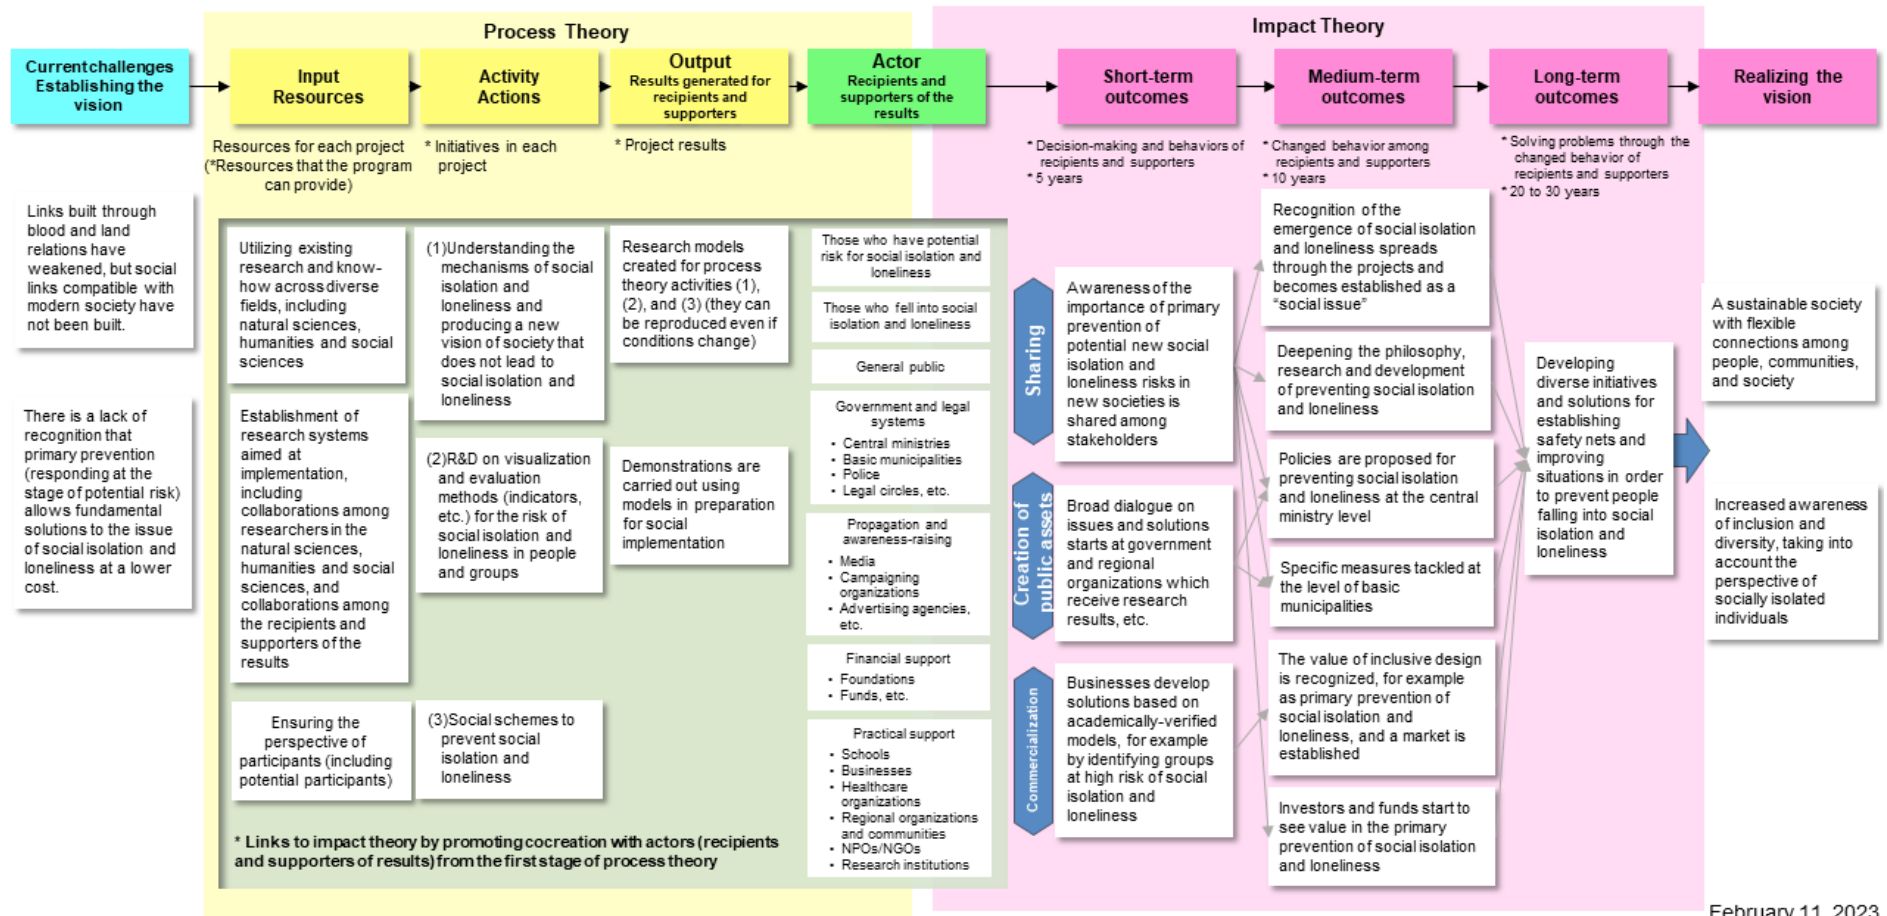 Process Theory
Impact Theory
Current challenges
Establishing the
vision
Input
Resources
Activity
Actions
Output
Results generated for
recipients and
supporters
Actor
Recipients and
supporters of the
results
Short-term
outcomes
Medium-term
outcomes
Long-term
outcomes
Realizing the
vision
Resources for each project
(*Resources that the program
can provide)
* Initiatives in each
project
* Project results
* Decision-making and behaviors of
recipients and supporters
* 5 years
* Changed behavior among
recipients and supporters
* 10 years
* Solving problems through the
changed behavior of
recipients and supporters
* 20 to 30 years
Links built through
blood and land
relations have
weakened, but social
links compatible with
modern society have
not been built.
There is a lack of
recognition that
primary prevention
(responding at the
stage of potential risk)
allows fundamental
solutions to the issue
of social isolation and
loneliness at a lower
cost.
Utilizing existing
research and know-
how across diverse
fields, including
natural sciences,
humanities and social
sciences
Establishment of
research systems
aimed at
implementation,
including
collaborations among
researchers in the
natural sciences,
humanities and social
sciences, and
collaborations among
the recipients and
supporters of the
results
Ensuring the
perspective of
participants (including
potential participants)
(1)Understanding the
mechanisms of social
isolation and
loneliness and
producing a new
vision of society that
does not lead to
social isolation and
loneliness
(2)R&D on visualization
and evaluation
methods (indicators,
etc.) for the risk of
social isolation and
loneliness in people
and groups
(3)Social schemes to
prevent social
isolation and
loneliness
Research models
created for process
theory activities (1),
(2), and (3) (they can
be reproduced even if
conditions change)
Demonstrations are
carried out using
models in preparation
for social
implementation
* Links to impact theory by promoting cocreation with actors (recipients
and supporters of results) from the first stage of process theory
Those who have potential
risk for social isolation and
loneliness
Those who fell into social
isolation and loneliness
General public
Government and legal
systems
• Central ministries
• Basic municipalities
• Police
• Legal circles, etc.
Propagation and
awareness-raising
• Media
• Campaigning
organizations
• Advertising agencies,
etc.
Financial support
• Foundations
• Funds, etc.
Practical support
• Schools
• Businesses
• Healthcare
organizations
• Regional organizations
and communities
• NPOs/NGOs
• Research institutions
Sharing
Creation of
public assets
Commercialization
Awareness of the
importance of primary
prevention of
potential new social
isolation and
loneliness risks in
new societies is
shared among
stakeholders
Broad dialogue on
issues and solutions
starts at government
and regional
organizations which
receive research
results, etc.
Businesses develop
solutions based on
academically-verified
models, for example
by identifying groups
at high risk of social
isolation and
loneliness
Recognition of the
emergence of social isolation
and loneliness spreads
through the projects and
becomes established as a
“social issue”
Deepening the philosophy,
research and development
of preventing social isolation
and loneliness
Policies are proposed for
preventing social isolation
and loneliness at the central
ministry level
Specific measures tackled at
the level of basic
municipalities
The value of inclusive design
is recognized, for example
as primary prevention of
social isolation and
loneliness, and a market is
established
Investors and funds start to
see value in the primary
prevention of social isolation
and loneliness
Developing
diverse initiatives
and solutions for
establishing
safety nets and
improving
situations in order
to prevent people
falling into social
isolation and
loneliness
A sustainable society
with flexible
connections among
people, communities,
and society
Increased awareness
of inclusion and
diversity, taking into
account the
perspective of
socially isolated
individuals
February 11, 2023